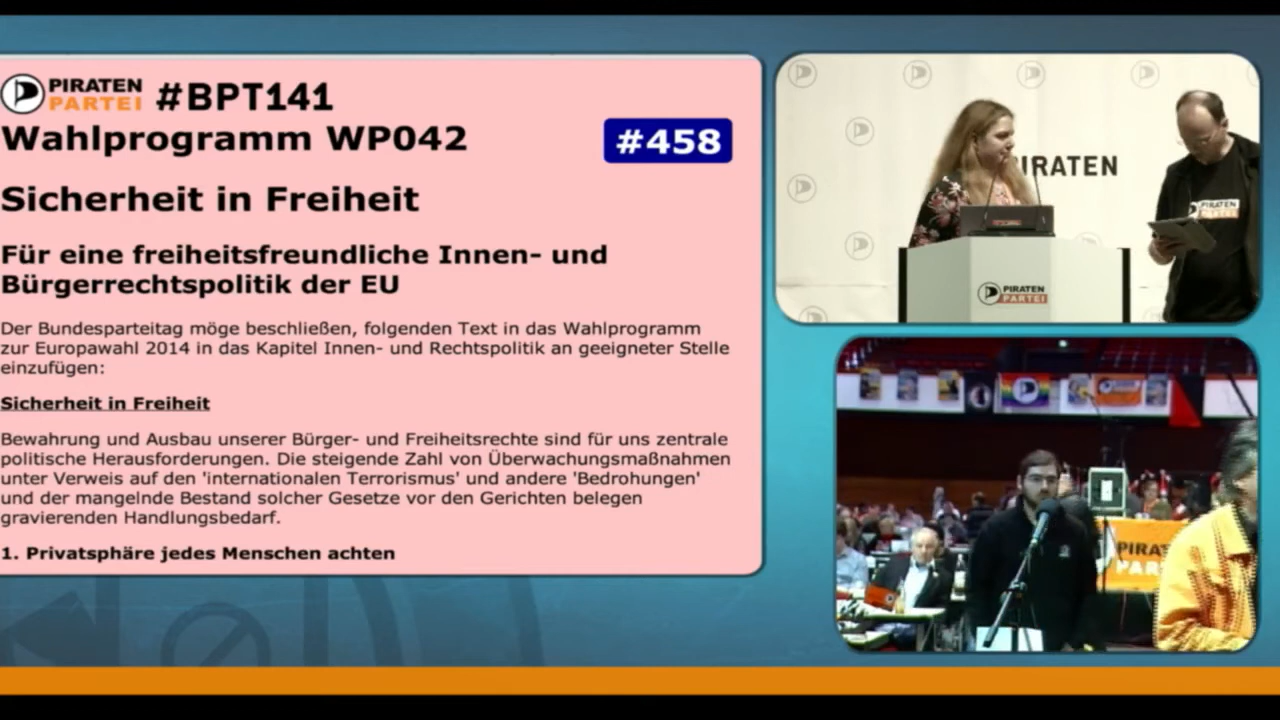 PIRATEN
PARTEI
#BPT141
Wahlprogramm WP042
#458
Sicherheit in Freiheit
Für eine freiheitsfreundliche Innen- und
Bürgerrechtspolitik der EU
Der Bundesparteitag möge beschließen, folgenden Text in das Wahlprogramm
zur Europawahl 2014 in das Kapitel Innen- und Rechtspolitik an geeigneter Stelle
einzufügen:
Sicherheit in Freiheit
Bewahrung und Ausbau unserer Bürger- und Freiheitsrechte sind für uns zentrale
politische Herausforderungen. Die steigende Zahl von Überwachungsmaßnahmen
unter Verweis auf den 'internationalen Terrorismus' und andere 'Bedrohungen'
und der mangelnde Bestand solcher Gesetze vor den Gerichten belegen
gravierenden Handlungsbedarf.
1. Privatsphäre jedes Menschen achten
PIRATEN
PIRATEN
PARTEI
PIRATEN
PARTEI
PIRA
PAR